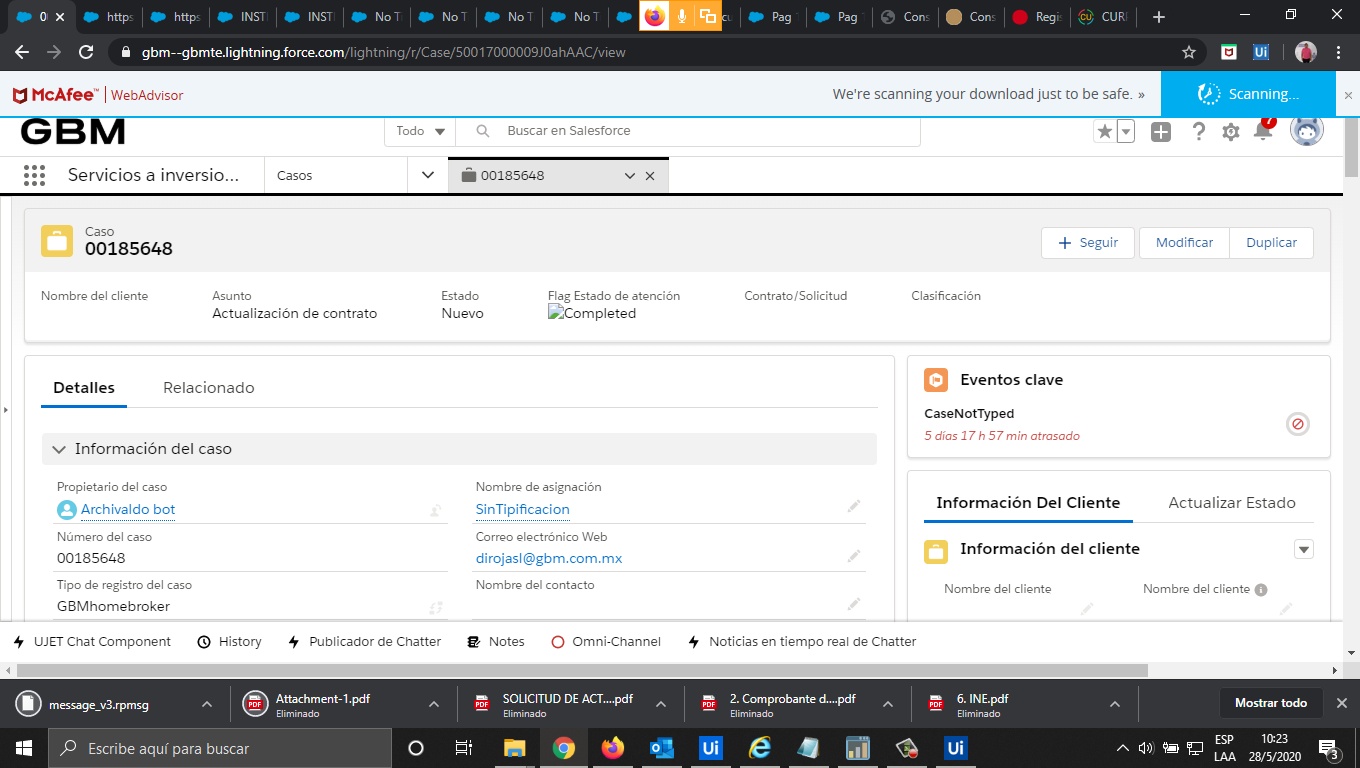 0(
https
https
INSTI
INSTI
No Ti
No T
No T
No T
cu
Pag
Pag
Cons
Cons
Regis
CURI
gbm--gbmte.lightning.force.com/lightning/r/Case/50017000009J0ahAAC/view
McAfee™ | WebAdvisor
We're scanning your download just to be safe. »
Scanning...
GBM
Todo
Buscar en Salesforce
7
Servicios a inversio...
Casos
00185648
Caso
00185648
Seguir
Modificar
Duplicar
Nombre del cliente
Asunto
Estado
Flag Estado de atención
Contrato/Solicitud
Clasificación
Actualización de contrato
Nuevo
Completed
Detalles
Relacionado
Información del caso
Propietario del caso
Archivaldo bot
Nombre de asignación
SinTipificacion
Número del caso
00185648
Correo electrónico Web
dirojasl@gbm.com.mx
Tipo de registro del caso
GBMhomebroker
Nombre del contacto
Eventos clave
CaseNotTyped
5 días 17 h 57 min atrasado
Información Del Cliente
Actualizar Estado
Información del cliente
Nombre del cliente
Nombre del cliente
UJET Chat Component
History
Publicador de Chatter
Notes
Omni-Channel
Noticias en tiempo real de Chatter
message_v3.rpmsg
Attachment-1.pdf
Eliminado
SOLICITUD DE ACT....pdf
Eliminado
2. Comprobante d....pdf
Eliminado
6. INE.pdf
Eliminado
Mostrar todo
Escribe aquí para buscar
ESP
LAA
10:23
28/5/2020
3